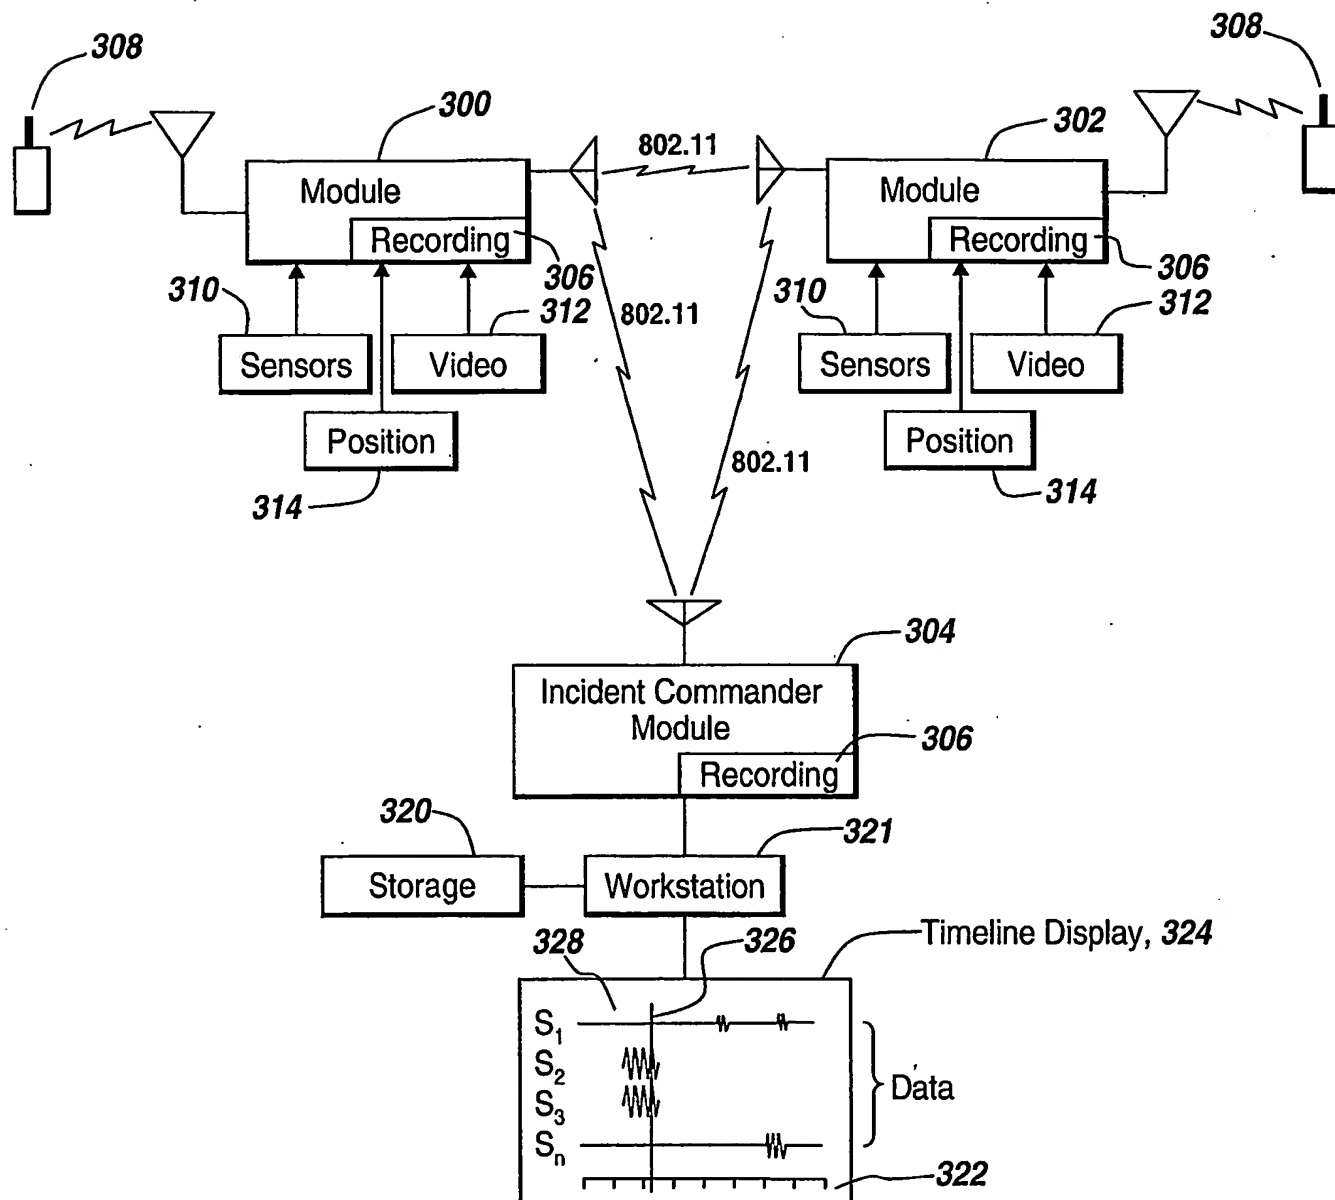 308
308
300
302
802.11
Module
Module
Recording
Recording
306
306
310
312
310
312
802.11
Sensors
Video
Sensors
Video
Position
Position
802.11
314
314
304
Incident Commander
Module
306
Recording
320
321
Storage
Workstation
328
326
Timeline Display, 324
S1
S2
S3
Sn
Data
322